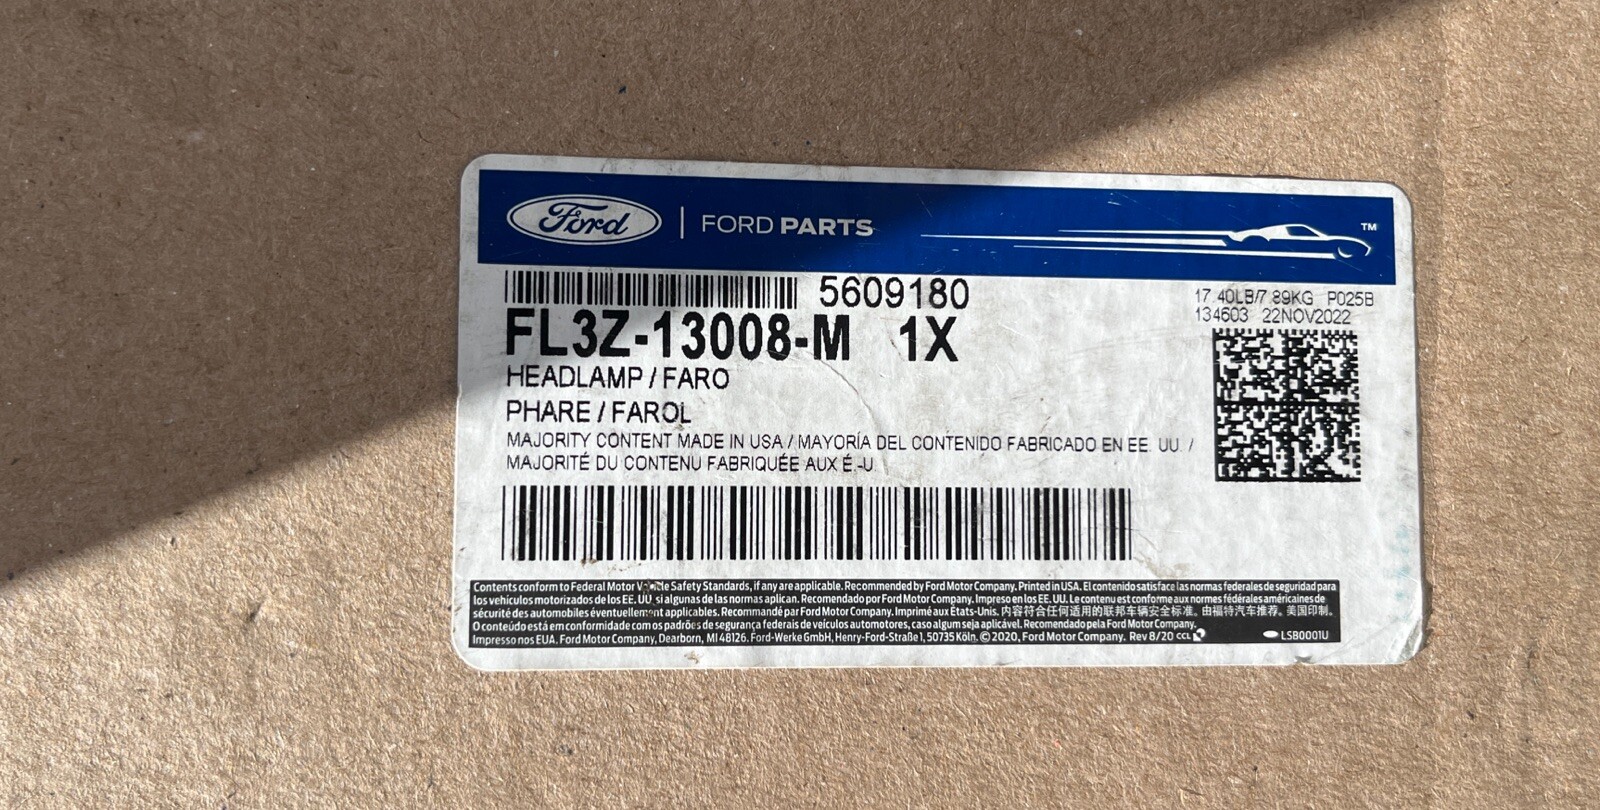 Ford | FORD PARTS ™
5609180
17.40LB/7.89KG P025B
134603 22NOV2022
FL3Z-13008-M 1X
HEADLAMP / FARO
PHARE / FAROL
MAJORITY CONTENT MADE IN USA / MAYORÍA DEL CONTENIDO FABRICADO EN EE. UU. /
MAJORITÉ DU CONTENU FABRIQUÉE AUX É.-U.
Contents conform to Federal Motor Vehicle Safety Standards, if any are applicable. Recommended by Ford Motor Company. Printed in USA. El contenido satisface las normas federales de seguridad para
los vehículos motorizados de los EE. UU. si algunas de las normas aplican. Recomendado por Ford Motor Company. Impreso en los EE. UU. Le contenu est conforme aux normes fédérales américaines de
sécurité des automobiles éventuellement applicables. Recommandé par Ford Motor Company. Imprimé aux États-Unis. 内容符合任何适用的联邦车辆安全标准。由福特汽车推荐。美国印制。
O conteúdo está em conformidade com os padrões de segurança federais de veículos automotores, caso algum seja aplicável. Recomendado pela Ford Motor Company.
Impresso nos EUA. Ford Motor Company, Dearborn, MI 48126. Ford-Werke GmbH, Henry-Ford-Straße 1, 50735 Köln. ©2020, Ford Motor Company. Rev 8/20 CCL
LSB0001U